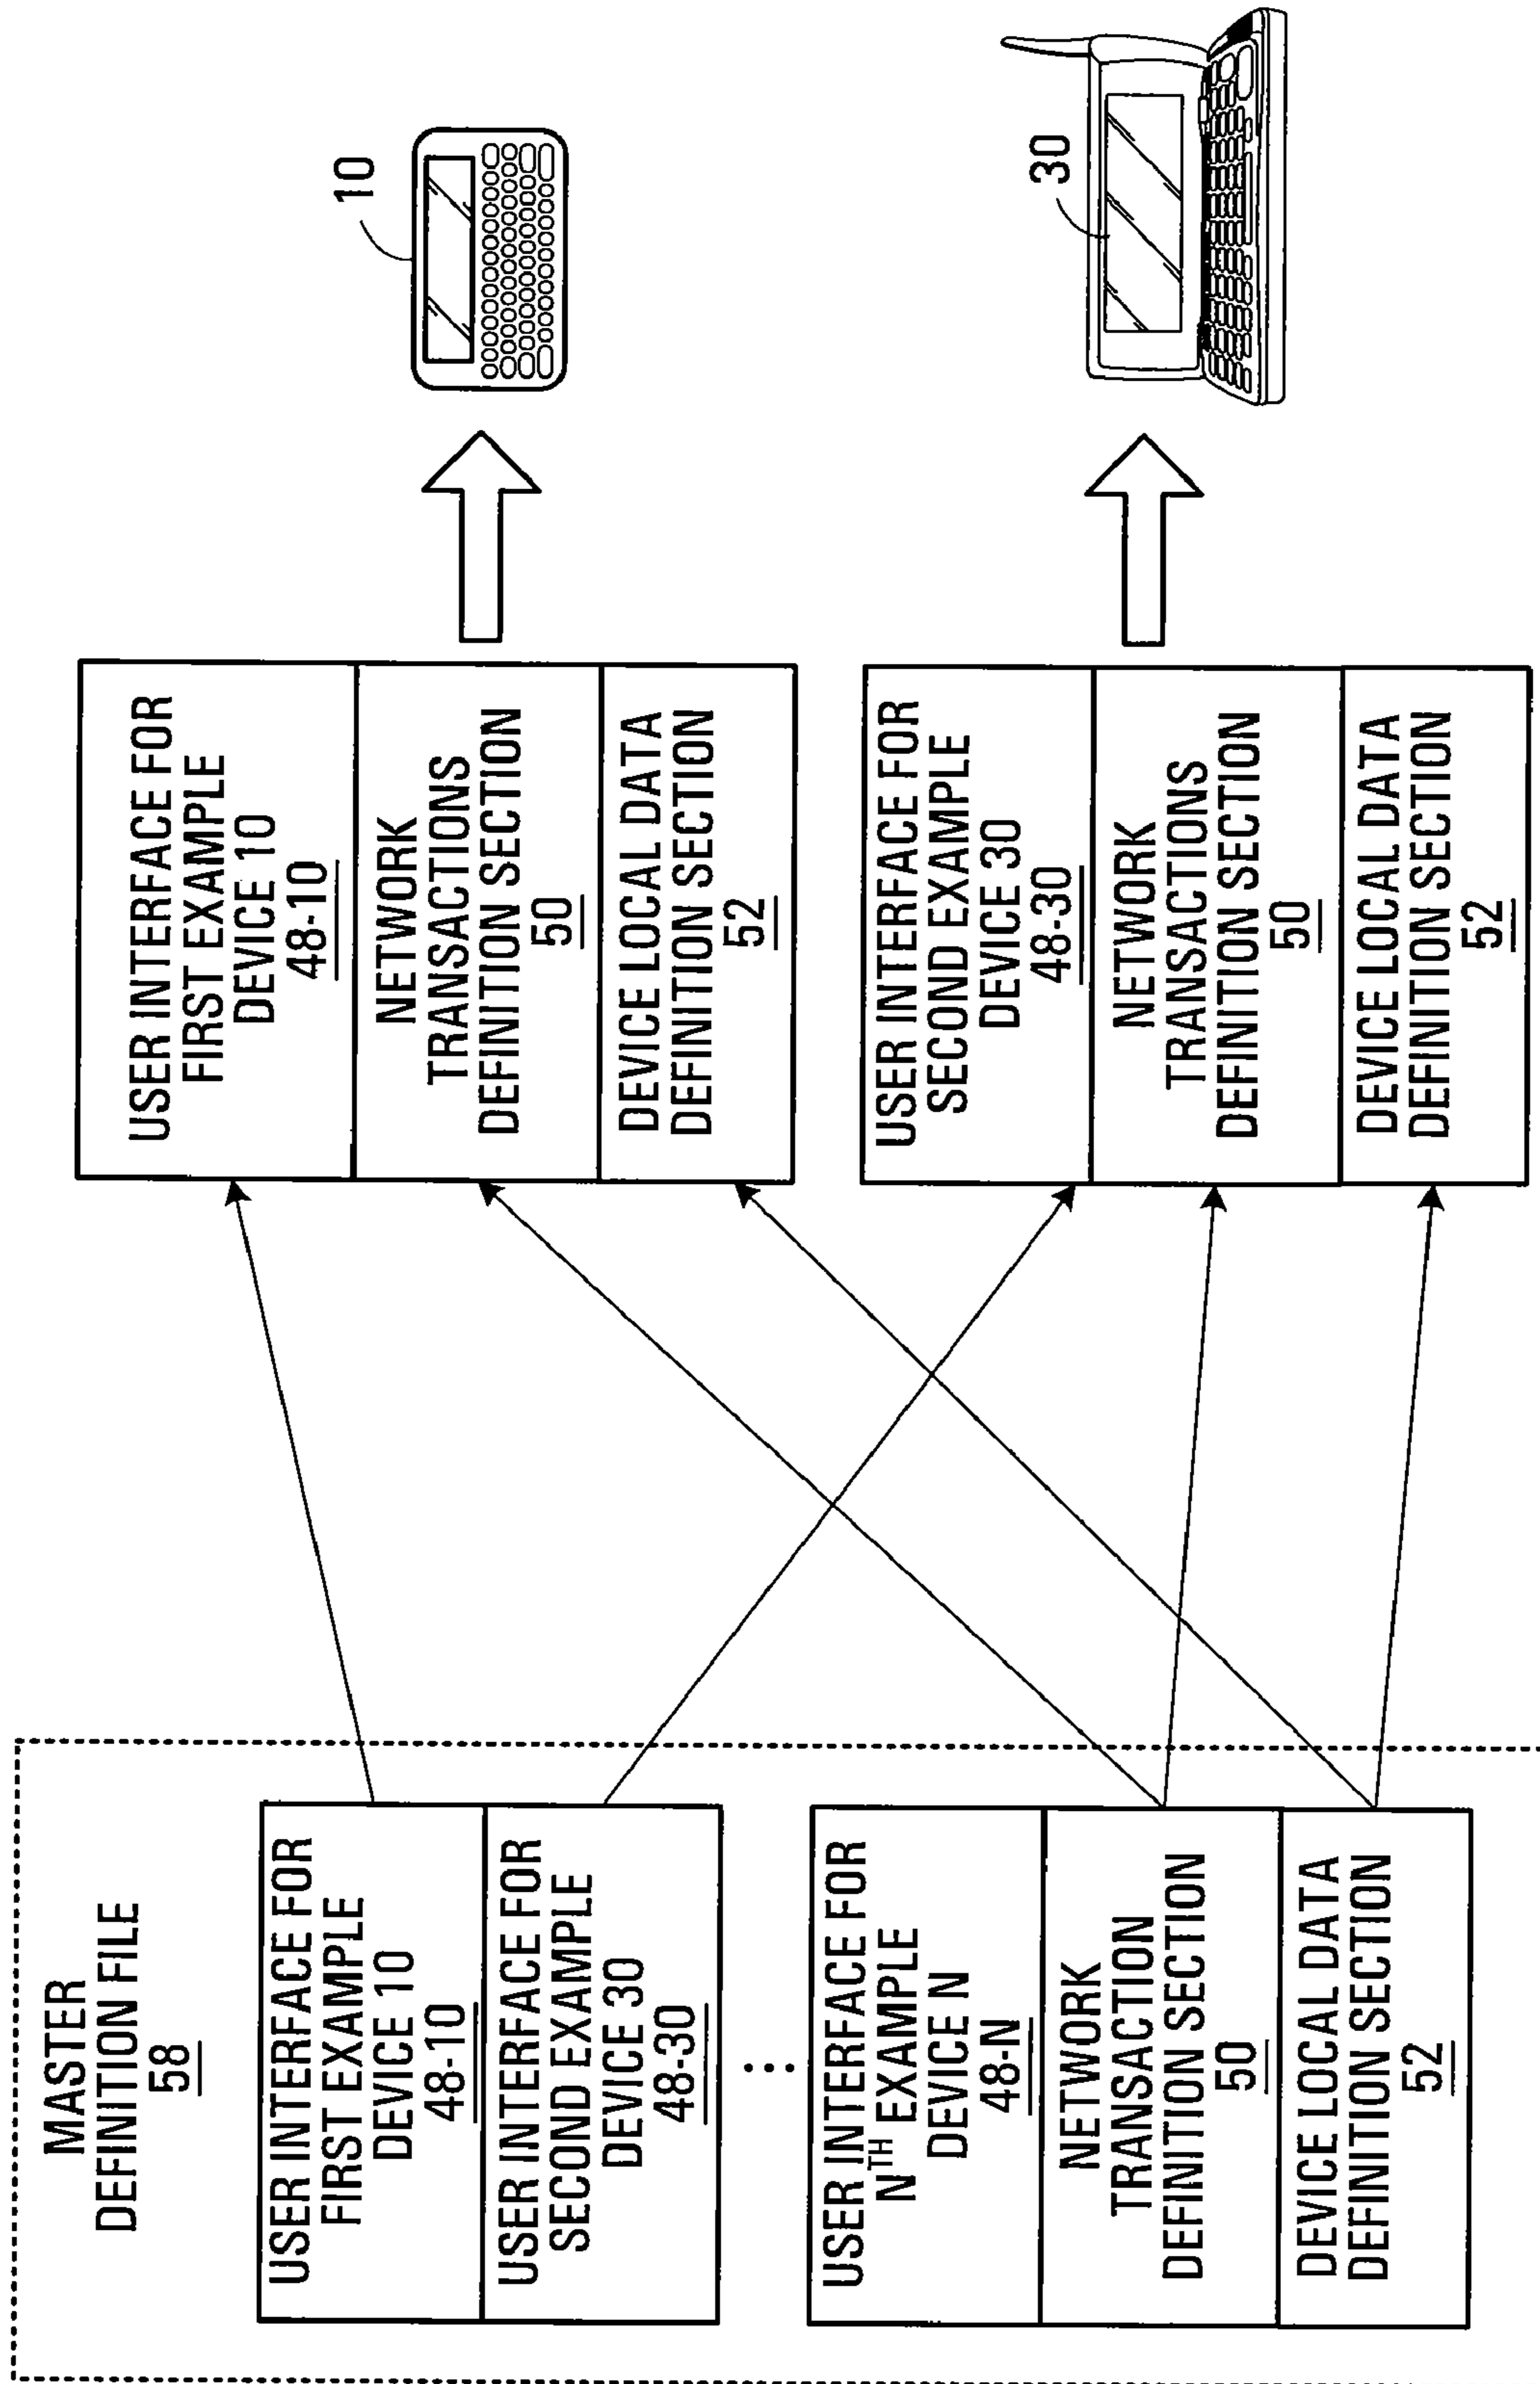 MASTER
DEFINITION FILE
58
USER INTERFACE FOR
FIRST EXAMPLE
DEVICE 10
48-10
USER INTERFACE FOR
SECOND EXAMPLE
DEVICE 30
48-30
...
USER INTERFACE FOR
NTH EXAMPLE
DEVICE N
48-N
NETWORK
TRANSACTION
DEFINITION SECTION
50
DEVICE LOCAL DATA
DEFINITION SECTION
52
USER INTERFACE FOR
FIRST EXAMPLE
DEVICE 10
48-10
NETWORK
TRANSACTIONS
DEFINITION SECTION
50
DEVICE LOCAL DATA
DEFINITION SECTION
52
USER INTERFACE FOR
SECOND EXAMPLE
DEVICE 30
48-30
NETWORK
TRANSACTIONS
DEFINITION SECTION
50
DEVICE LOCAL DATA
DEFINITION SECTION
52
10
30